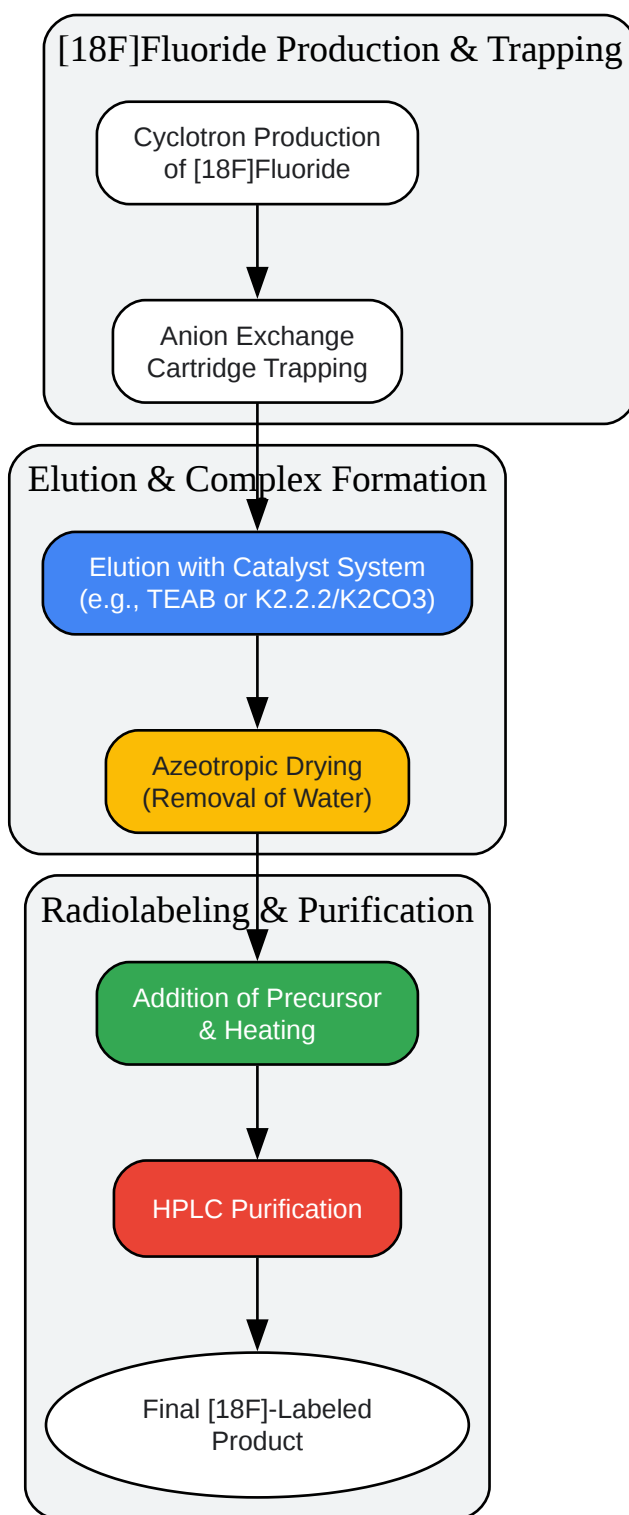 [18F]Fluoride Production & Trapping
Cyclotron Production
of [18F]Fluoride
Anion Exchange
Cartridge Trapping
Elution & Complex Formation
Elution with Catalyst System
(e.g., TEAB or K2.2.2/K2CO3)
Azeotropic Drying
(Removal of Water)
Radiolabeling & Purification
Addition of Precursor
& Heating
HPLC Purification
Final [18F]-Labeled
Product